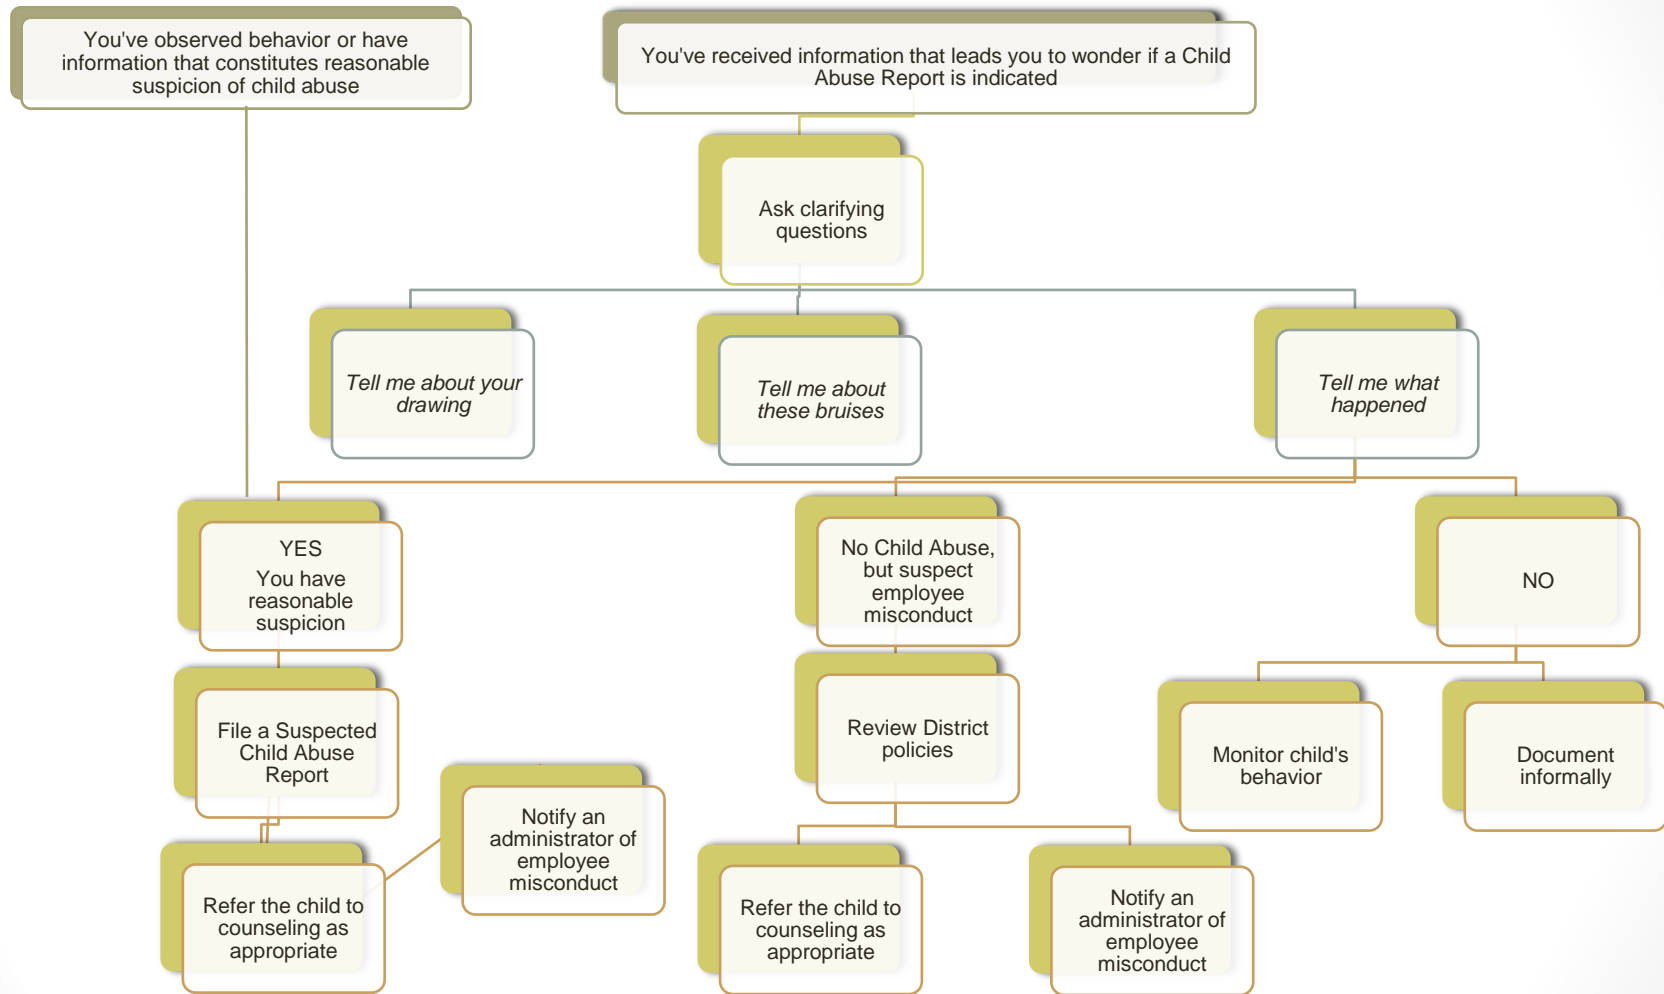 You've observed behavior or have
information that constitutes reasonable
suspicion of child abuse
You've received information that leads you to wonder if a Child
Abuse Report is indicated
Ask clarifying
questions
Tell me about your
drawing
Tell me about
these bruises
Tell me what
happened
YES
You have
reasonable
suspicion
No Child Abuse,
but suspect
employee
misconduct
NO
File a Suspected
Child Abuse
Report
Review District
policies
Monitor child's
behavior
Document
informally
Notify an
administrator of
employee
misconduct
Refer the child to
counseling as
appropriate
Refer the child to
counseling as
appropriate
Notify an
administrator of
employee
misconduct